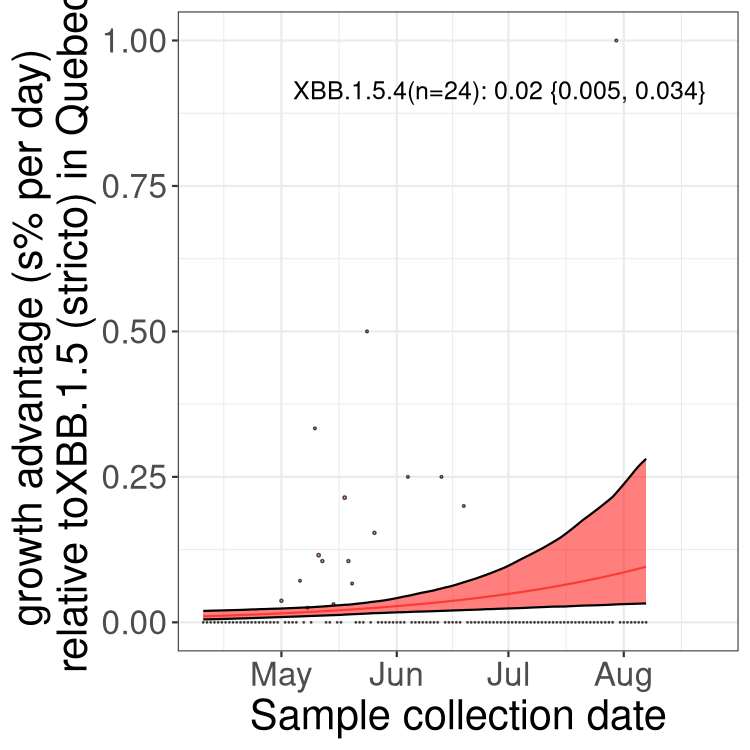 growth advantage (s% per day)
relative toXBB.1.5 (stricto) in Quebec
1.00
0.75
0.50
0.25
0.00
XBB.1.5.4(n=24): 0.02 {0.005, 0.034}
May Jun Jul Aug
Sample collection date